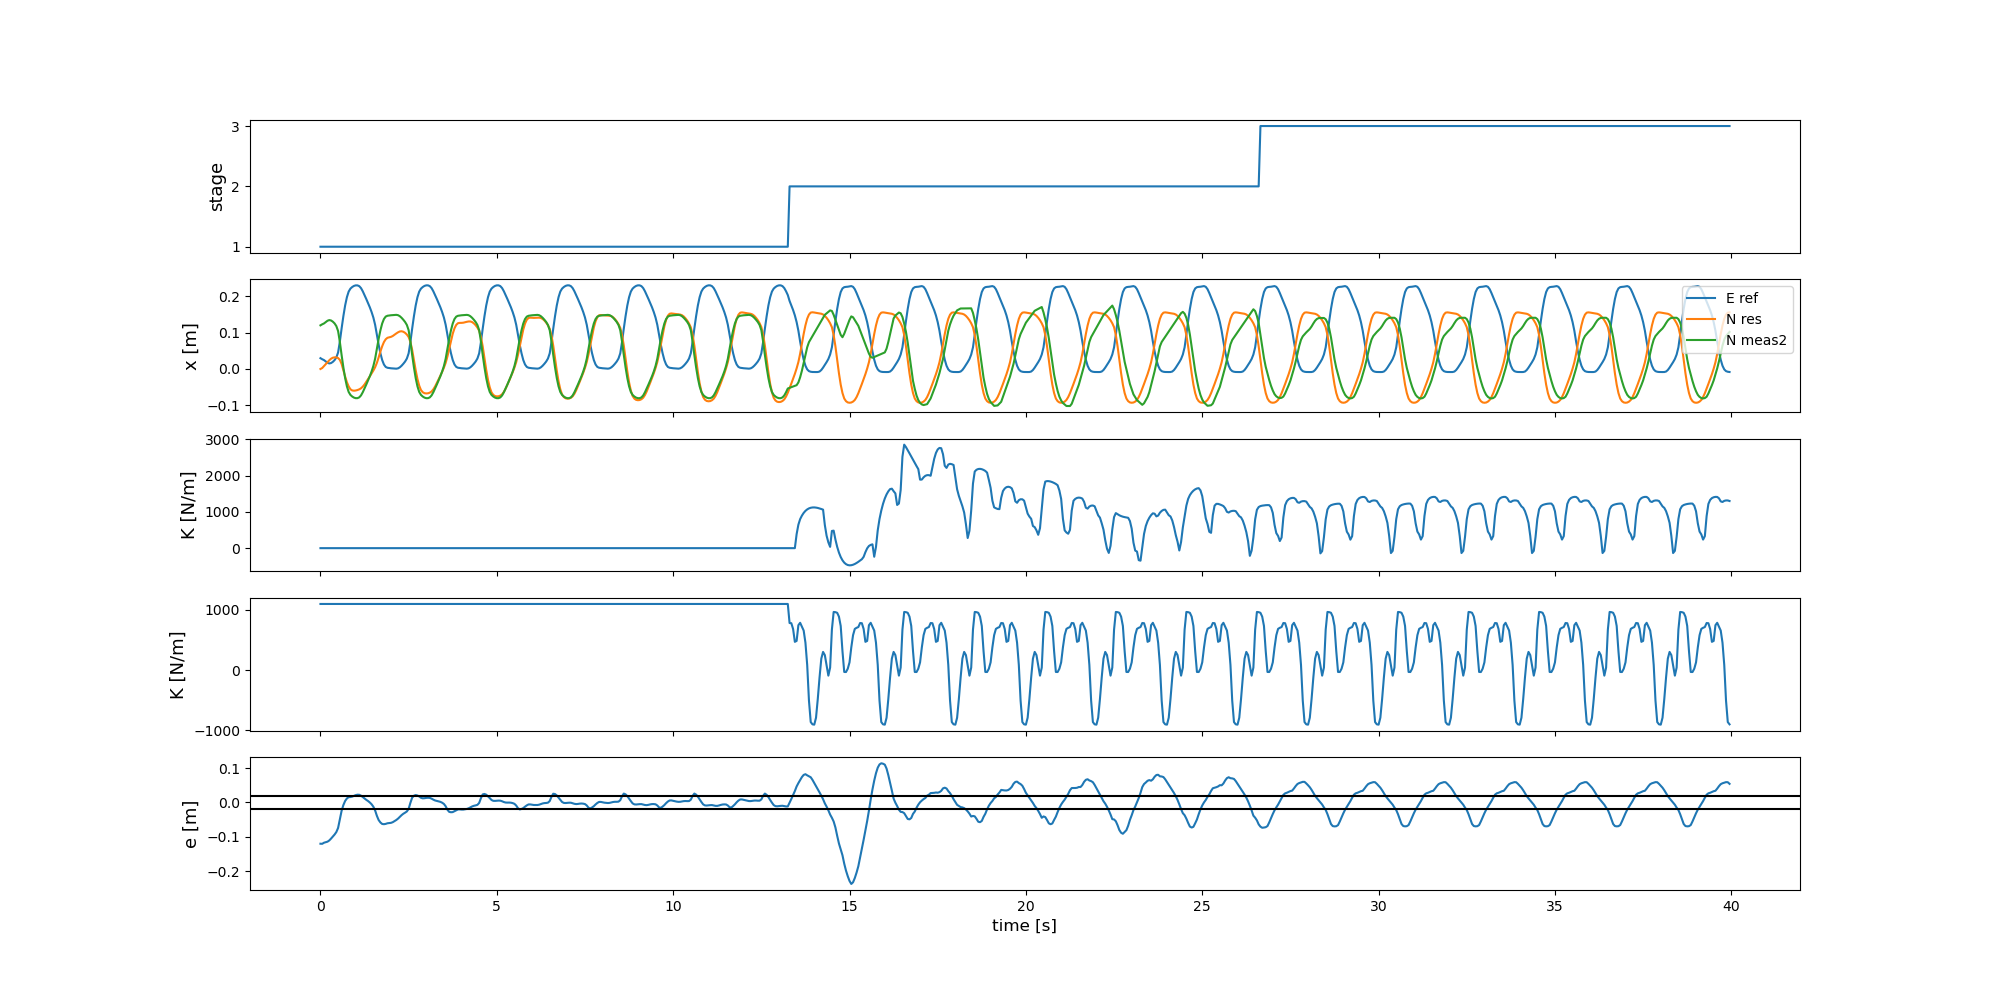 stage
3
2
1
x [m]
0.2
0.1
0.0
−0.1
E ref
N res
N meas2
K [N/m]
3000
2000
1000
0
K [N/m]
1000
0
−1000
e [m]
0.1
0.0
−0.1
−0.2
0 5 10 15 20 25 30 35 40
time [s]